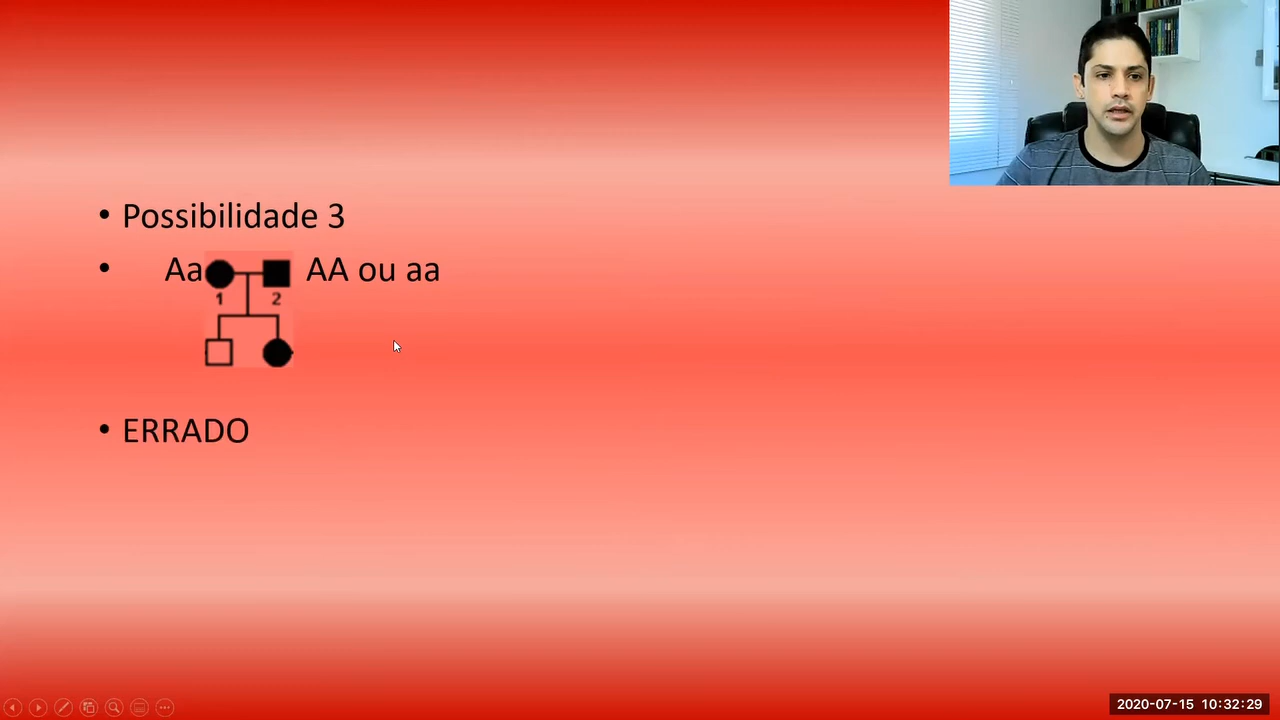 • Possibilidade 3
• Aa AA ou aa
1 2
• ERRADO
2020-07-15 10:32:29